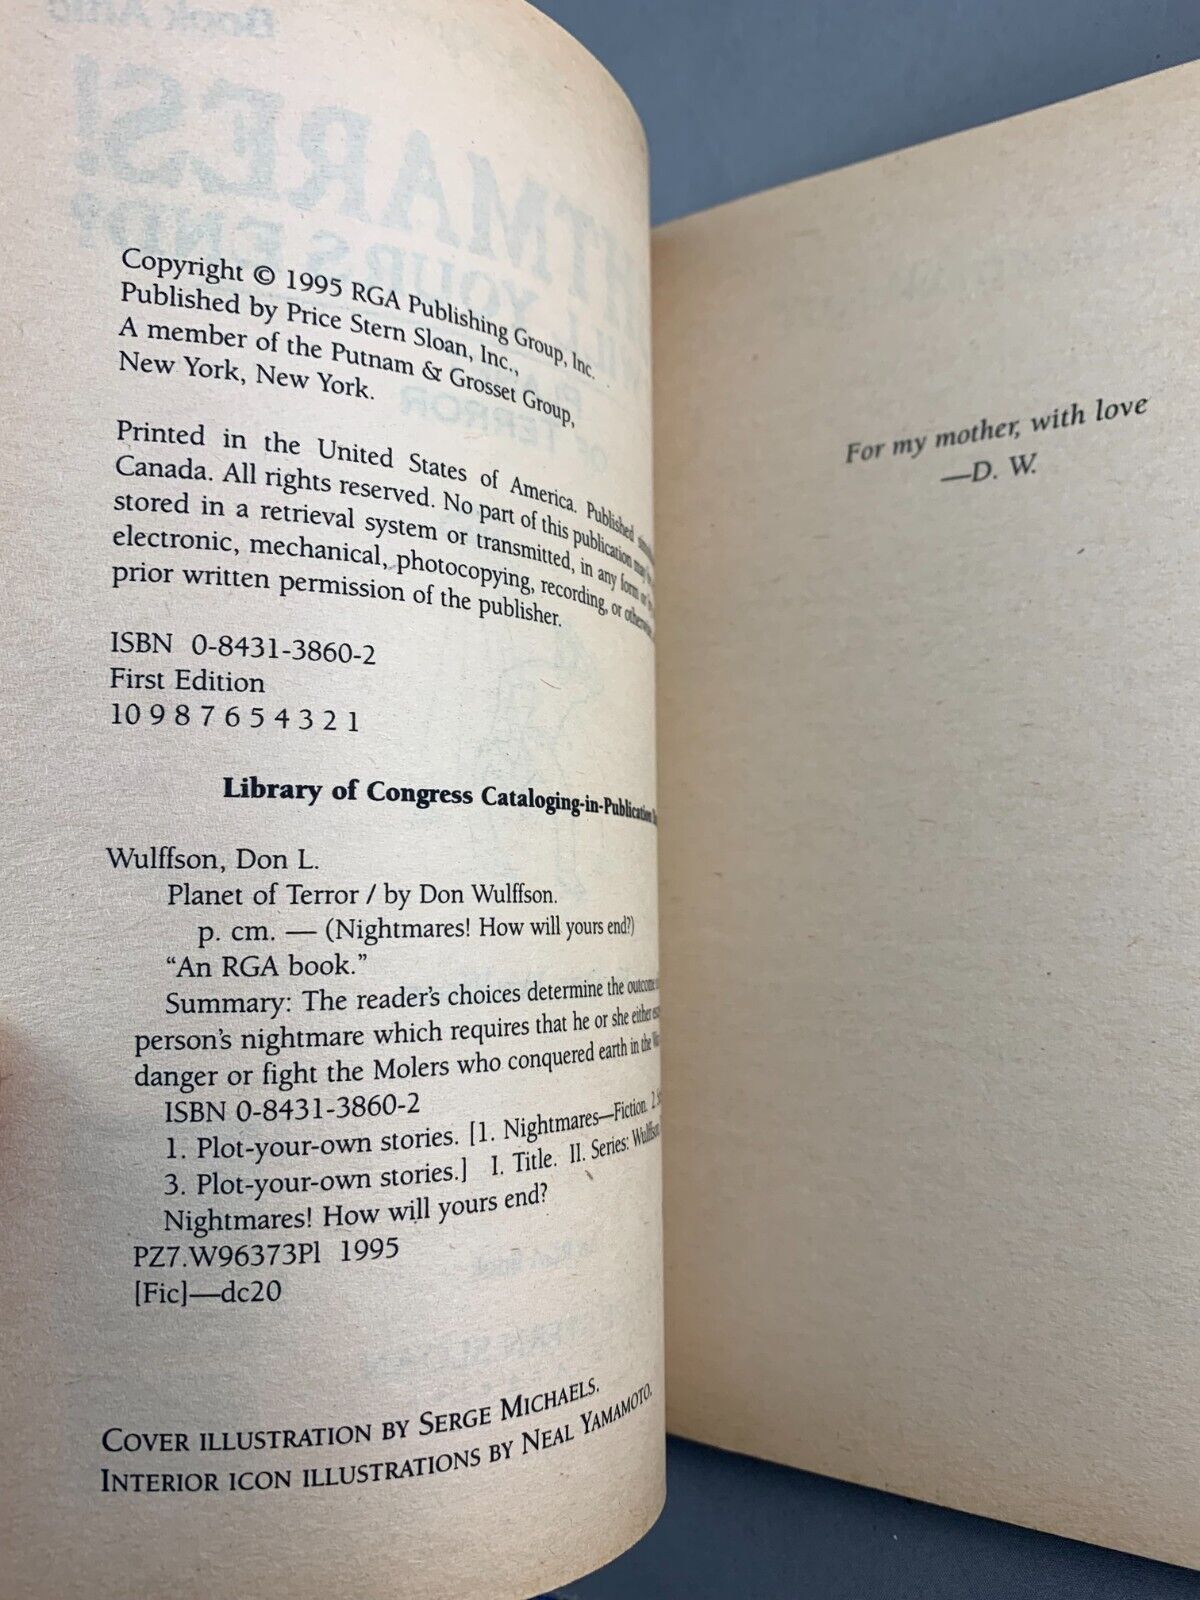 Copyright © 1995 RGA Publishing Group, Inc.
Published by Price Stern Sloan, Inc.,
A member of the Putnam & Grosset Group,
New York, New York.
Printed in the United States of America. Published
Canada. All rights reserved. No part of this publication may be
stored in a retrieval system or transmitted, in any form or by
electronic, mechanical, photocopying, recording, or otherwise,
prior written permission of the publisher.
ISBN 0-8431-3860-2
First Edition
10 9 8 7 6 5 4 3 2 1
Library of Congress Cataloging-in-Publication
Wulffson, Don L.
Planet of Terror / by Don Wulffson.
p. cm. — (Nightmares! How will yours end?)
“An RGA book.”
Summary: The reader's choices determine the outcome
person's nightmare which requires that he or she either
danger or fight the Molers who conquered earth in the
ISBN 0-8431-3860-2
1. Plot-your-own stories. [1. Nightmares—Fiction. 2.
3. Plot-your-own stories.] I. Title. II. Series: Wulffson
Nightmares! How will yours end?
PZ7.W96373Pl 1995
[Fic]—dc20
COVER ILLUSTRATION BY SERGE MICHAELS.
INTERIOR ICON ILLUSTRATIONS BY NEAL YAMAMOTO.
For my mother, with love
—D. W.